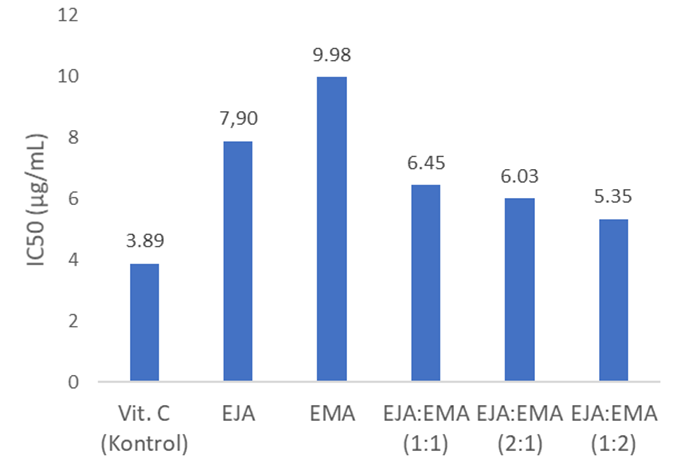 12
10
8
6
4
2
0
IC50 (µg/mL)
3.89
7,90
9.98
6.45
6.03
5.35
Vit. C
(Kontrol)
EJA
EMA
EJA:EMA
(1:1)
EJA:EMA
(2:1)
EJA:EMA
(1:2)